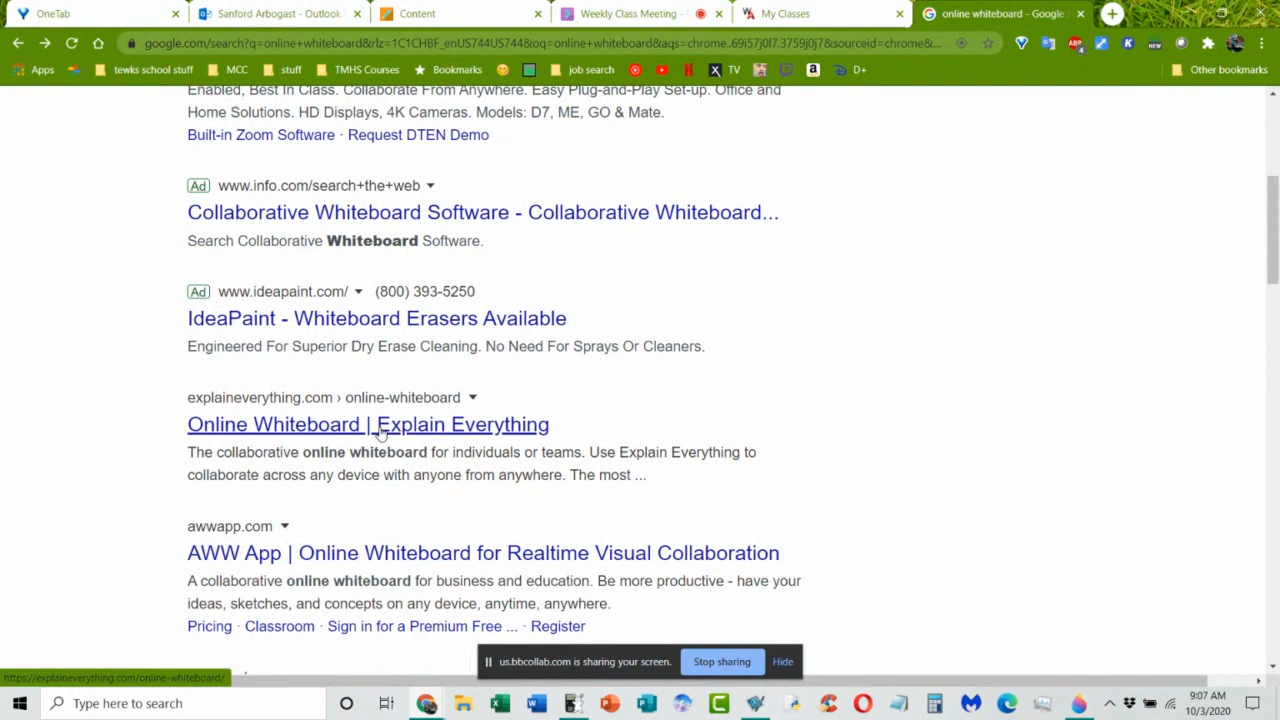 OneTab
Sanford Arbogast - Outlook
Content
Weekly Class Meeting -
My Classes
online whiteboard - Google
google.com/search?q=online+whiteboard&rlz=1C1CHBF_enUS744US744&oq=online+whiteboard&aqs=chrome..69i57j0l7.3759j0j7&sourceid=chrome&...
Apps
tewks school stuff
MCC
stuff
TMHS Courses
Bookmarks
TV
job search
D+
Other bookmarks
Enabled, Best In Class. Collaborate From Anywhere. Easy Plug-and-Play Set-up. Office and
Home Solutions. HD Displays, 4K Cameras. Models: D7, ME, GO & Mate.
Built-in Zoom Software · Request DTEN Demo
Ad www.info.com/search+the+web
Collaborative Whiteboard Software - Collaborative Whiteboard...
Search Collaborative Whiteboard Software.
Ad www.ideapaint.com/ (800) 393-5250
IdeaPaint - Whiteboard Erasers Available
Engineered For Superior Dry Erase Cleaning. No Need For Sprays Or Cleaners.
explaineverything.com › online-whiteboard
Online Whiteboard | Explain Everything
The collaborative online whiteboard for individuals or teams. Use Explain Everything to
collaborate across any device with anyone from anywhere. The most ...
awwapp.com
AWW App | Online Whiteboard for Realtime Visual Collaboration
A collaborative online whiteboard for business and education. Be more productive - have your
ideas, sketches, and concepts on any device, anytime, anywhere.
Pricing · Classroom · Sign in for a Premium Free ... · Register
us.bbcollab.com is sharing your screen.
Stop sharing
Hide
https://explaineverything.com/online-whiteboard/
Type here to search
9:07 AM
10/3/2020